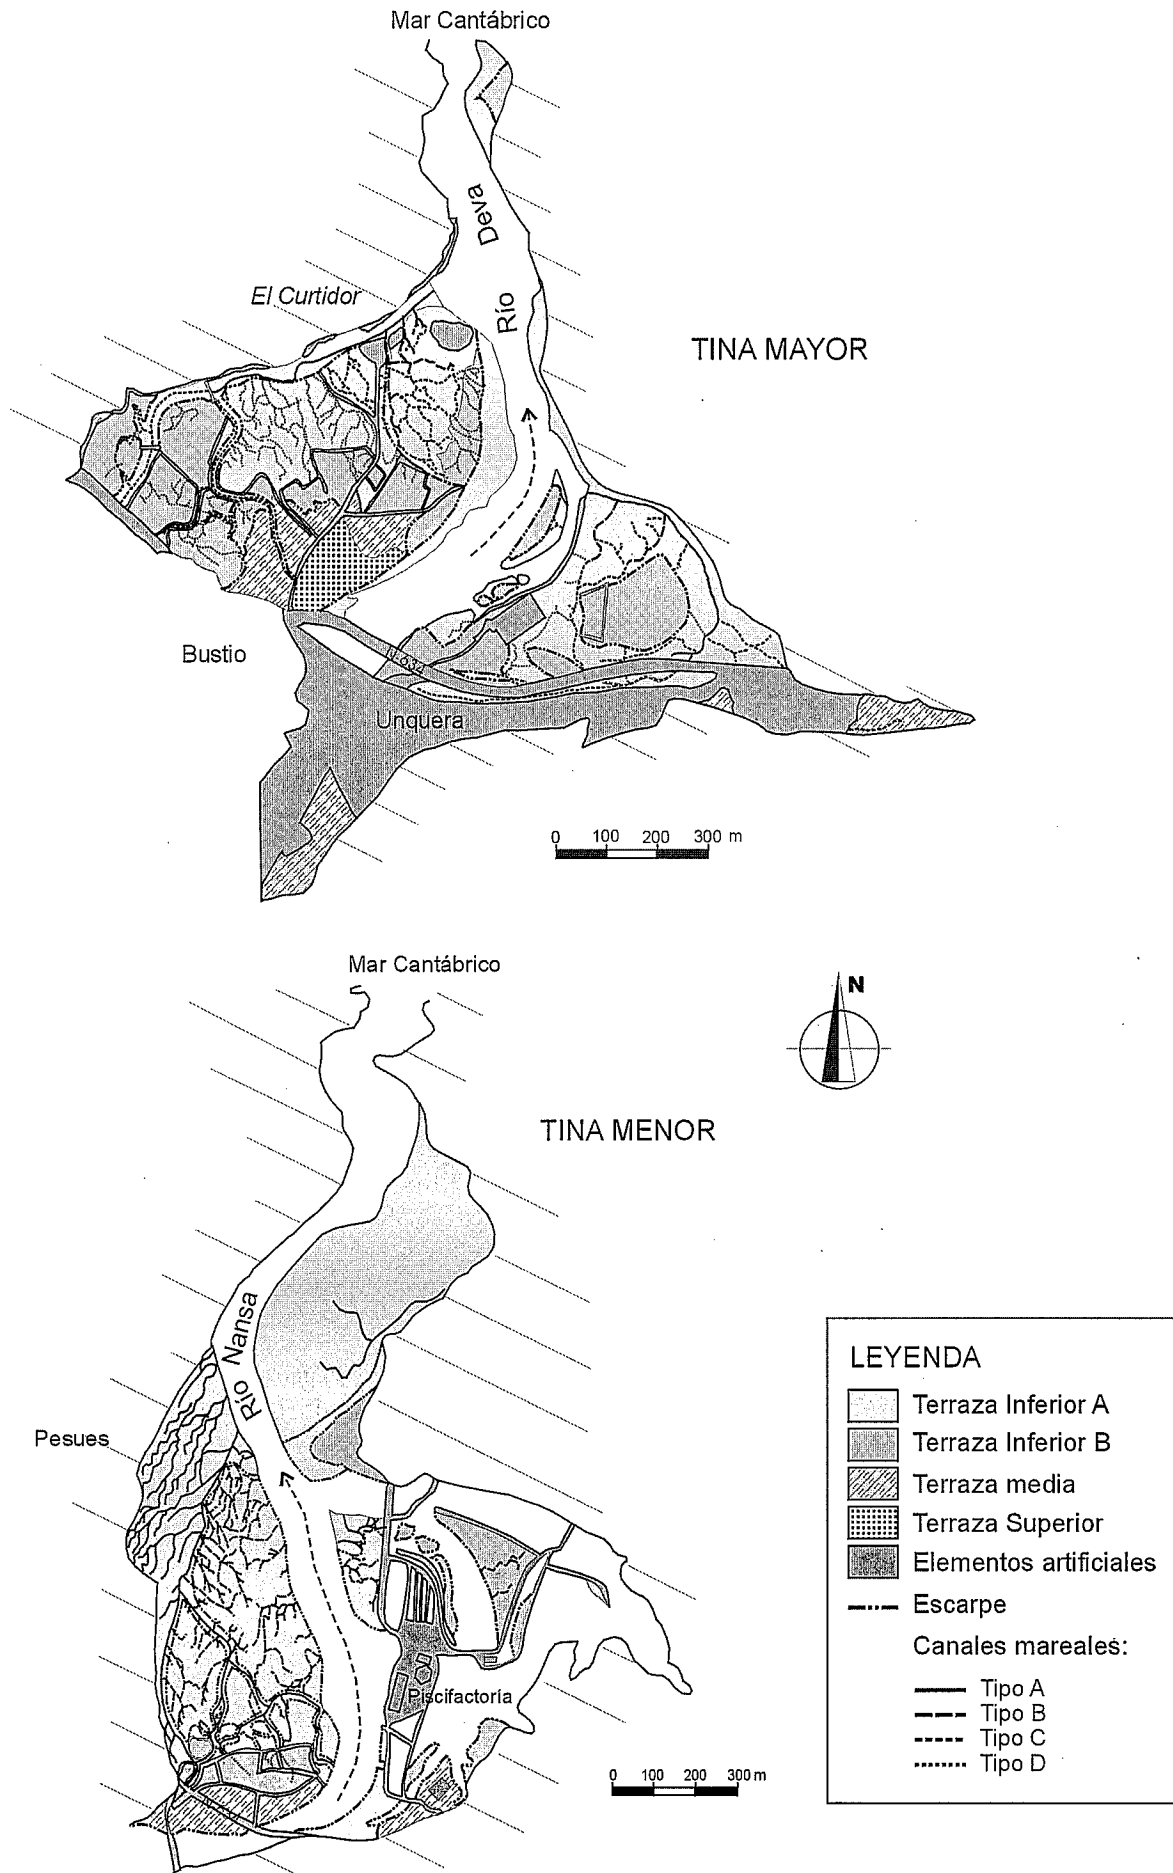 Mar Cantábrico
Río Deva
El Curtidor
TINA MAYOR
Bustio
N-634
Unquera
0 100 200 300 m
Mar Cantábrico
N
TINA MENOR
Río Nansa
Pesues
Piscifactoría
0 100 200 300 m
LEYENDA
Terraza Inferior A
Terraza Inferior B
Terraza media
Terraza Superior
Elementos artificiales
Escarpe
Canales mareales:
Tipo A
Tipo B
Tipo C
Tipo D